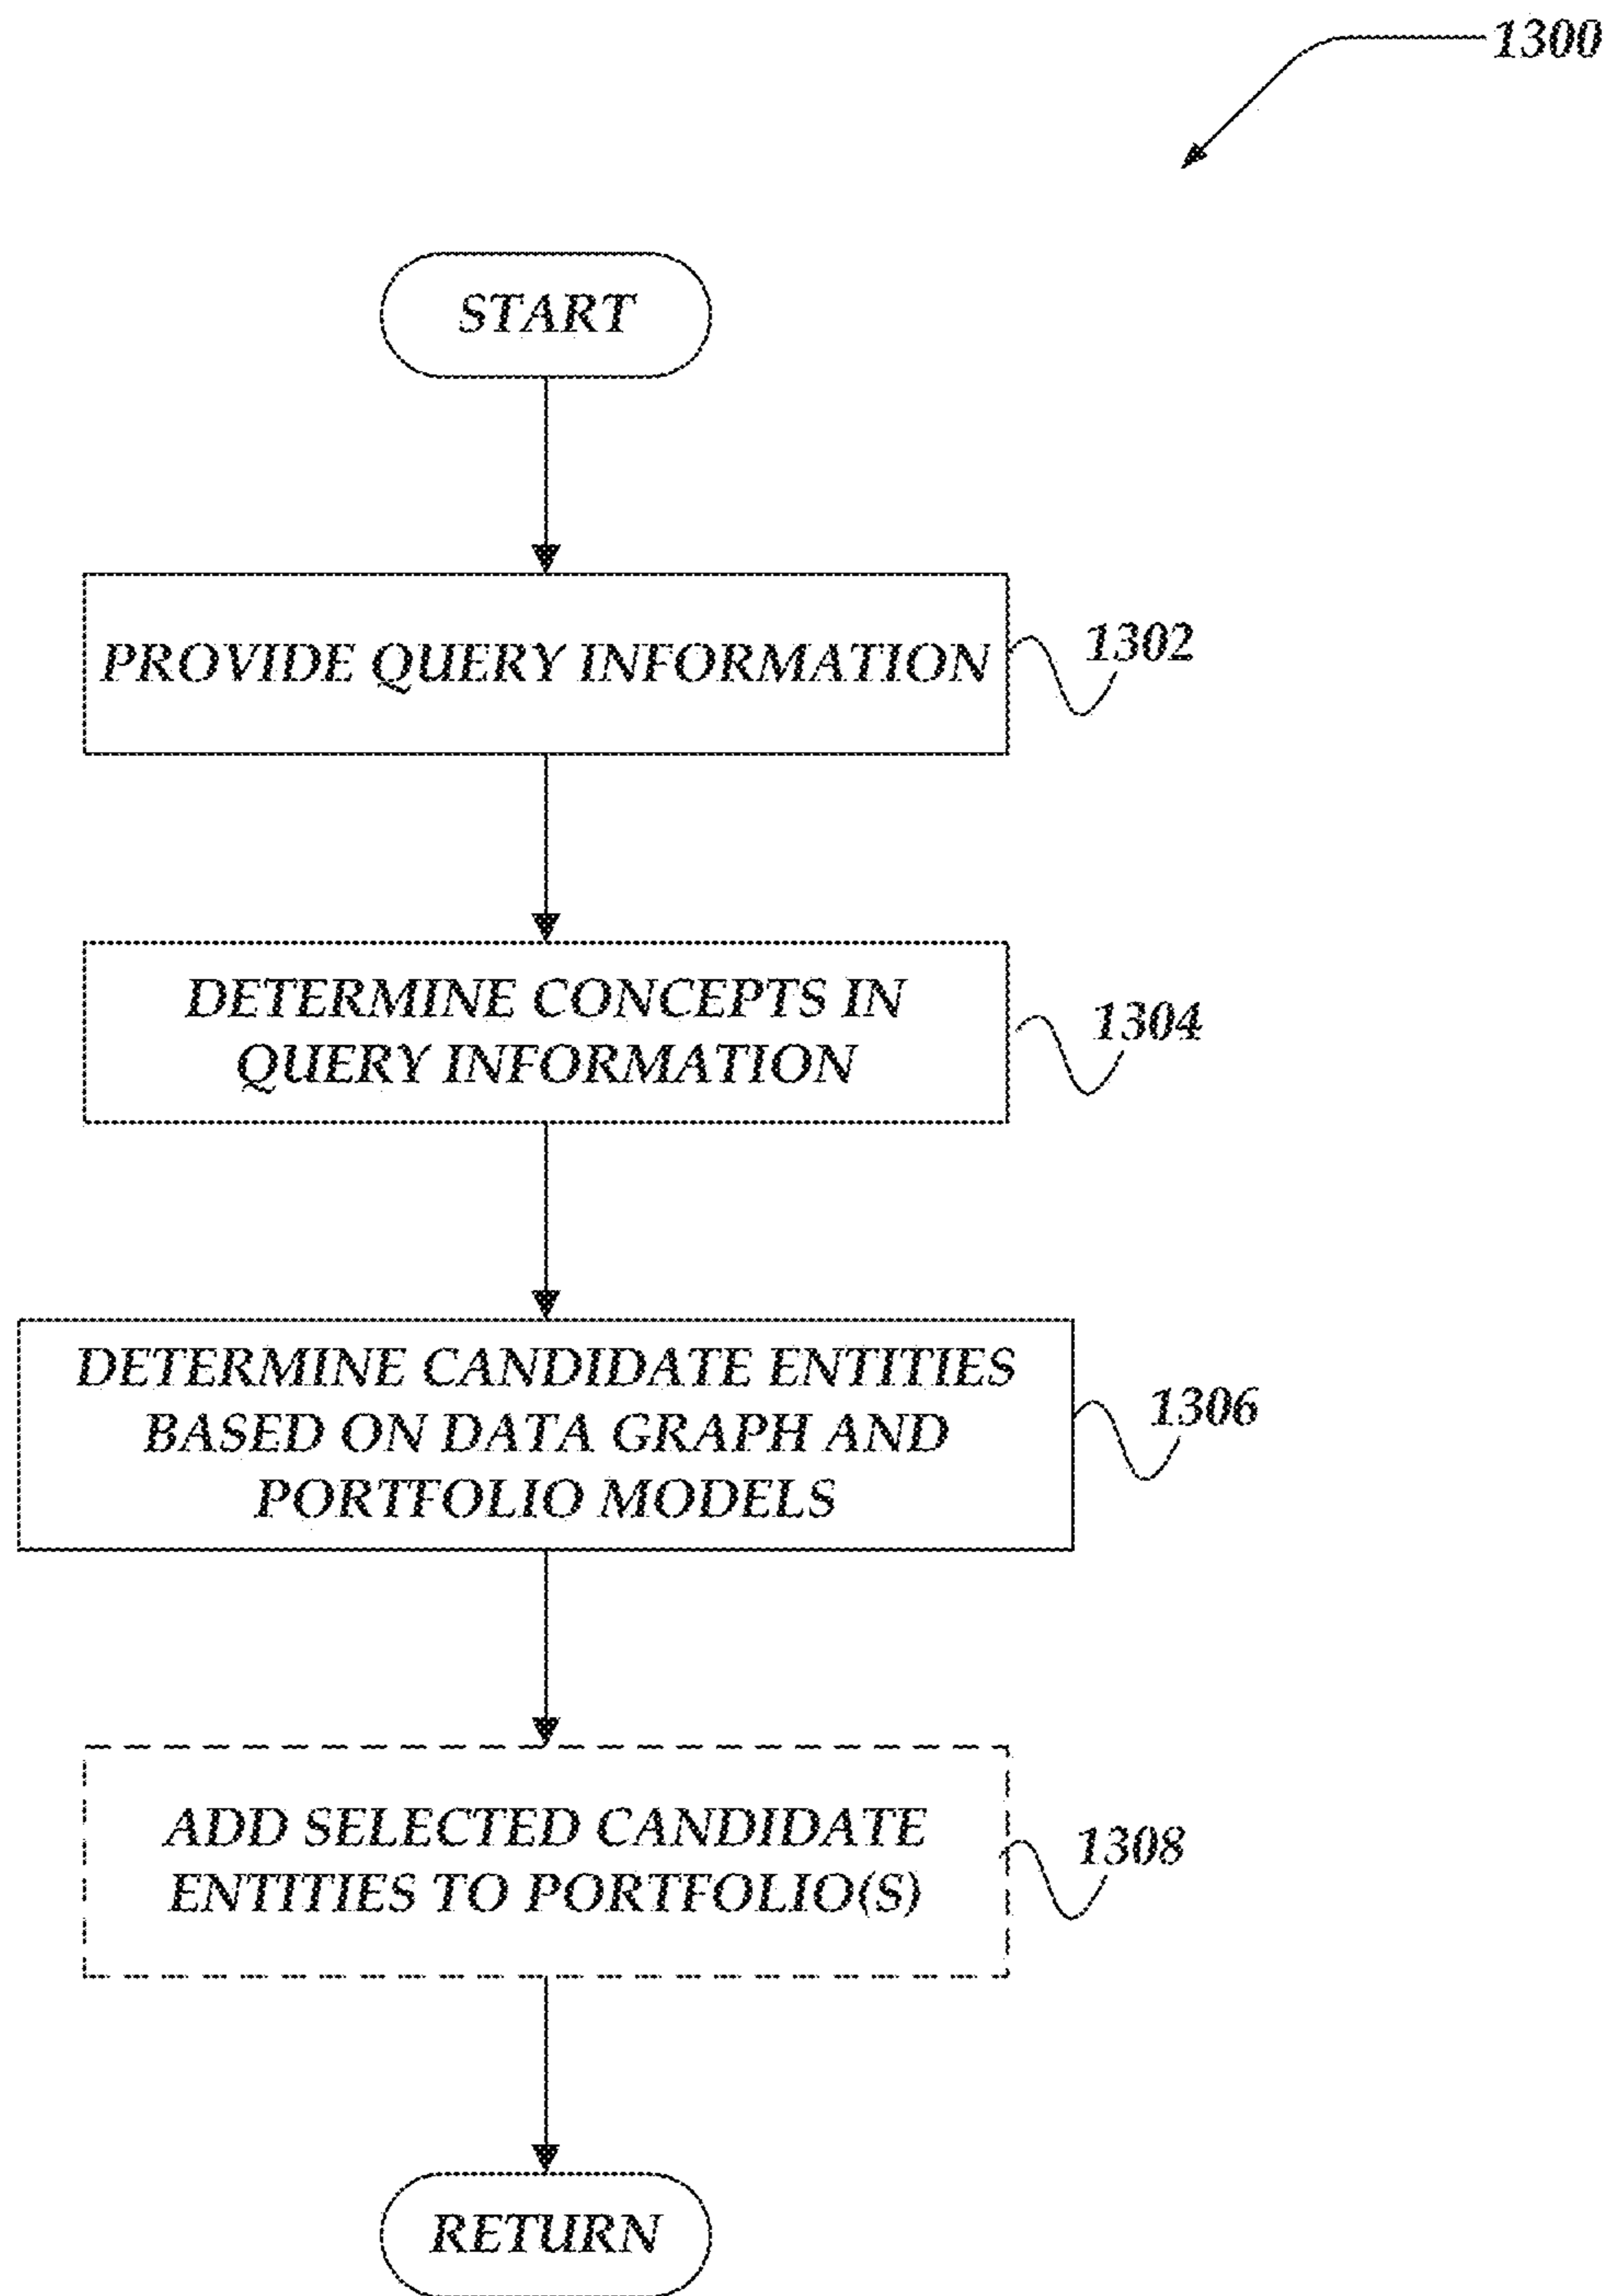 1300
START
PROVIDE QUERY INFORMATION
1302
DETERMINE CONCEPTS IN
QUERY INFORMATION
1304
DETERMINE CANDIDATE ENTITIES
BASED ON DATA GRAPH AND
PORTFOLIO MODELS
1306
ADD SELECTED CANDIDATE
ENTITIES TO PORTFOLIO(S)
1308
RETURN